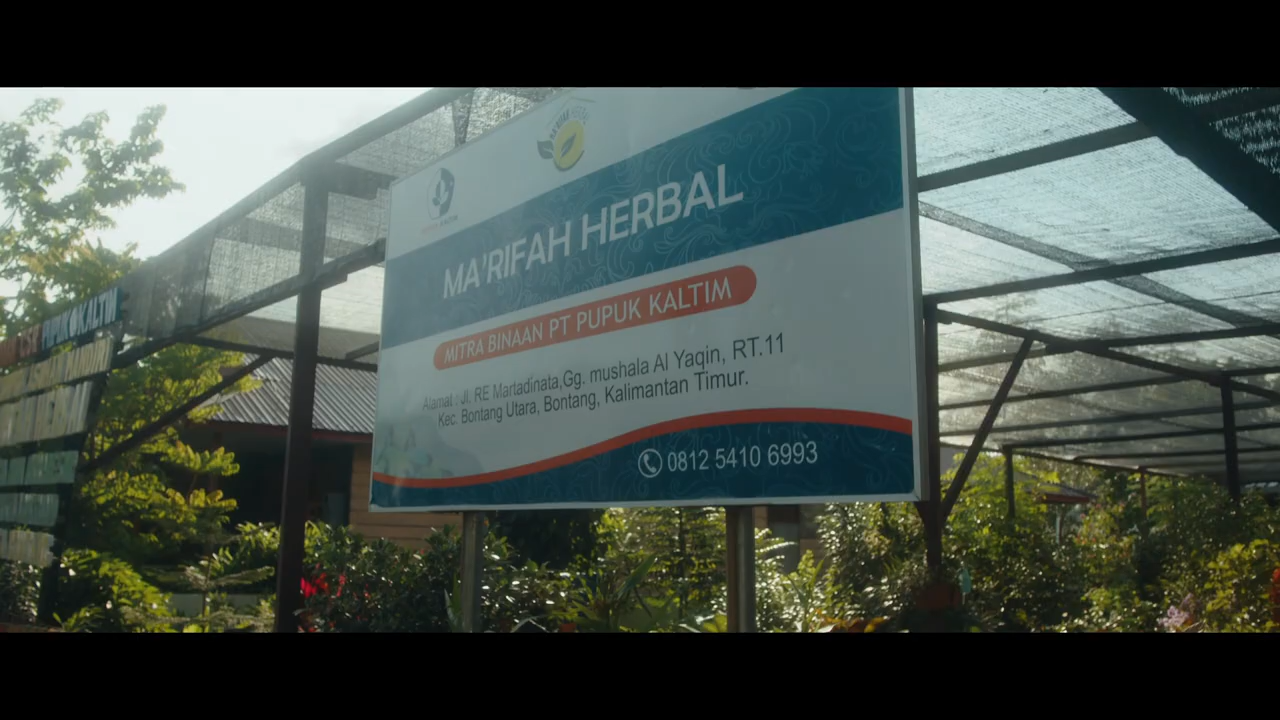 MA'RIFAH HERBAL
MITRA BINAAN PT PUPUK KALTIM
Alamat : Jl. RE Martadinata,Gg. mushala Al Yaqin, RT.11
Kec. Bontang Utara, Bontang, Kalimantan Timur.
0812 5410 6993
PUPUK KALTIM